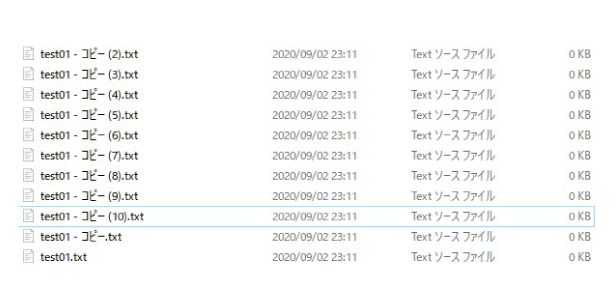 test01 - コピー (2).txt 2020/09/02 23:11 Text ソース ファイル 0 KB
test01 - コピー (3).txt 2020/09/02 23:11 Text ソース ファイル 0 KB
test01 - コピー (4).txt 2020/09/02 23:11 Text ソース ファイル 0 KB
test01 - コピー (5).txt 2020/09/02 23:11 Text ソース ファイル 0 KB
test01 - コピー (6).txt 2020/09/02 23:11 Text ソース ファイル 0 KB
test01 - コピー (7).txt 2020/09/02 23:11 Text ソース ファイル 0 KB
test01 - コピー (8).txt 2020/09/02 23:11 Text ソース ファイル 0 KB
test01 - コピー (9).txt 2020/09/02 23:11 Text ソース ファイル 0 KB
test01 - コピー (10).txt 2020/09/02 23:11 Text ソース ファイル 0 KB
test01 - コピー.txt 2020/09/02 23:11 Text ソース ファイル 0 KB
test01.txt 2020/09/02 23:11 Text ソース ファイル 0 KB